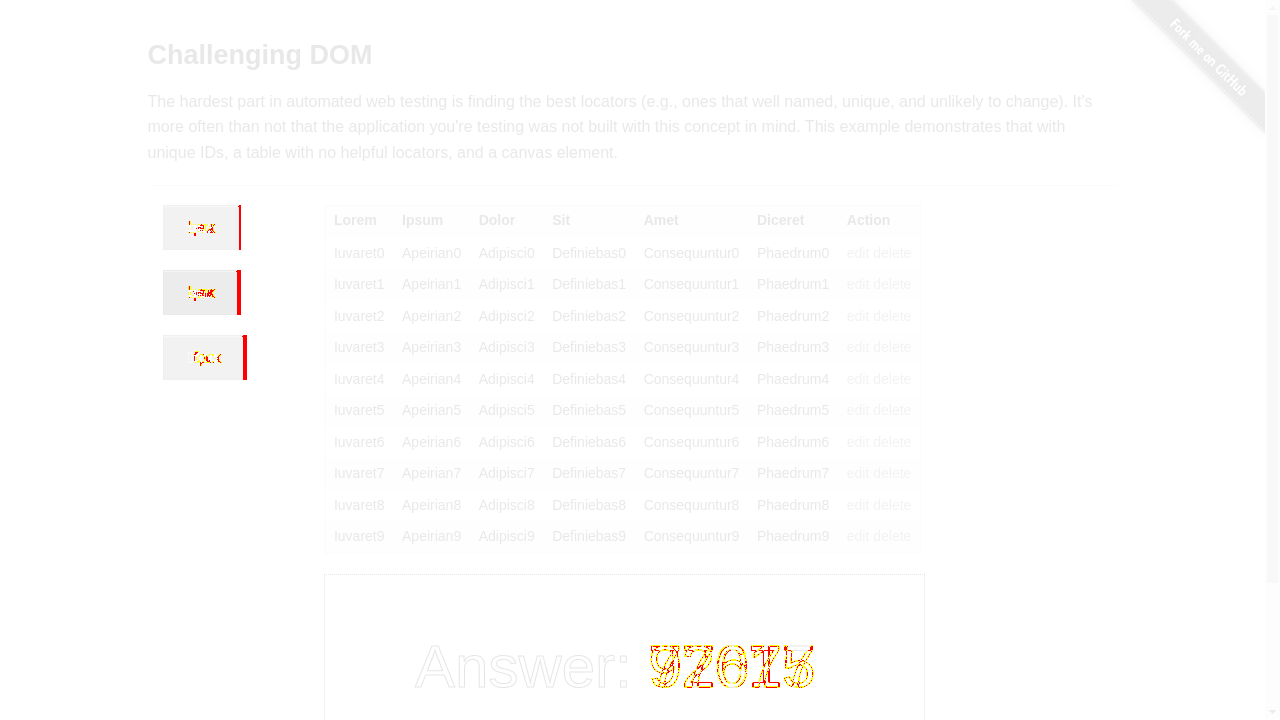 Fork me on GitHub
Challenging DOM
The hardest part in automated web testing is finding the best locators (e.g., ones that well named, unique, and unlikely to change). It's
more often than not that the application you're testing was not built with this concept in mind. This example demonstrates that with
unique IDs, a table with no helpful locators, and a canvas element.
Lorem Ipsum Dolor Sit Amet Diceret Action
Iuvaret0 Apeirian0 Adipisci0 Definiebas0 Consequuntur0 Phaedrum0 edit delete
Iuvaret1 Apeirian1 Adipisci1 Definiebas1 Consequuntur1 Phaedrum1 edit delete
Iuvaret2 Apeirian2 Adipisci2 Definiebas2 Consequuntur2 Phaedrum2 edit delete
Iuvaret3 Apeirian3 Adipisci3 Definiebas3 Consequuntur3 Phaedrum3 edit delete
Iuvaret4 Apeirian4 Adipisci4 Definiebas4 Consequuntur4 Phaedrum4 edit delete
Iuvaret5 Apeirian5 Adipisci5 Definiebas5 Consequuntur5 Phaedrum5 edit delete
Iuvaret6 Apeirian6 Adipisci6 Definiebas6 Consequuntur6 Phaedrum6 edit delete
Iuvaret7 Apeirian7 Adipisci7 Definiebas7 Consequuntur7 Phaedrum7 edit delete
Iuvaret8 Apeirian8 Adipisci8 Definiebas8 Consequuntur8 Phaedrum8 edit delete
Iuvaret9 Apeirian9 Adipisci9 Definiebas9 Consequuntur9 Phaedrum9 edit delete
Answer: